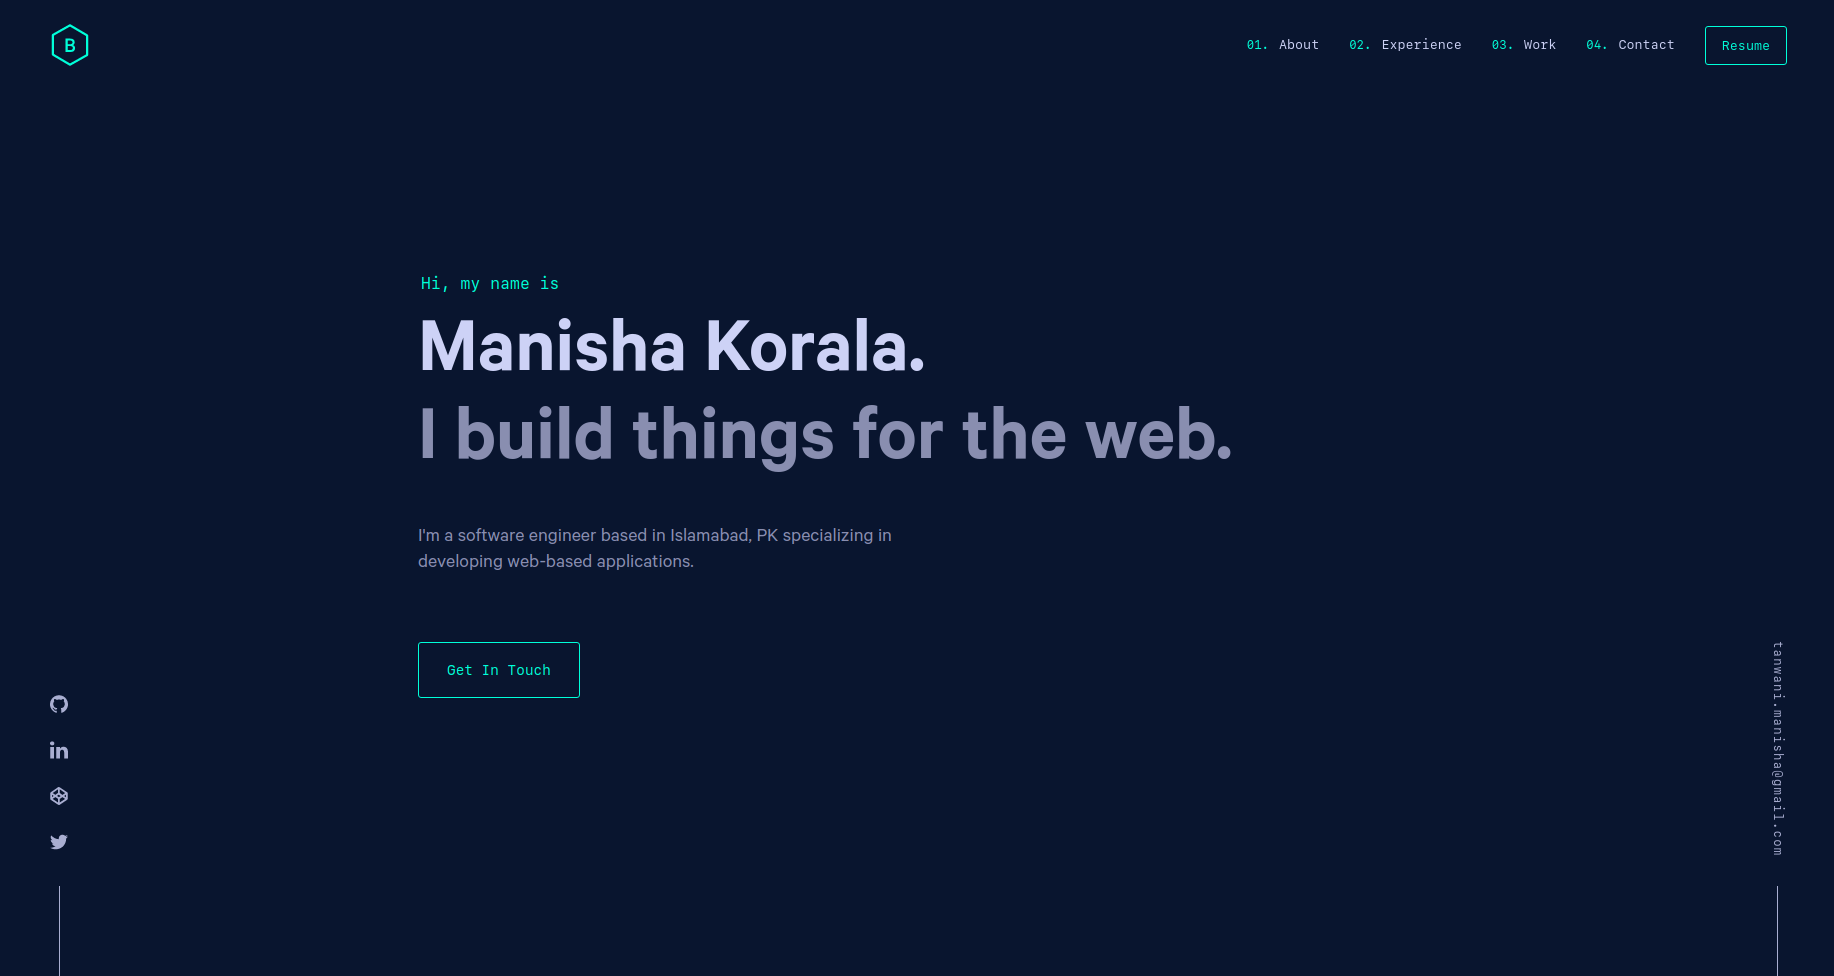 B
01. About 02. Experience 03. Work 04. Contact Resume
Hi, my name is
Manisha Korala.
I build things for the web.
I'm a software engineer based in Islamabad, PK specializing in
developing web-based applications.
Get In Touch
tanwani.manisha@gmail.com